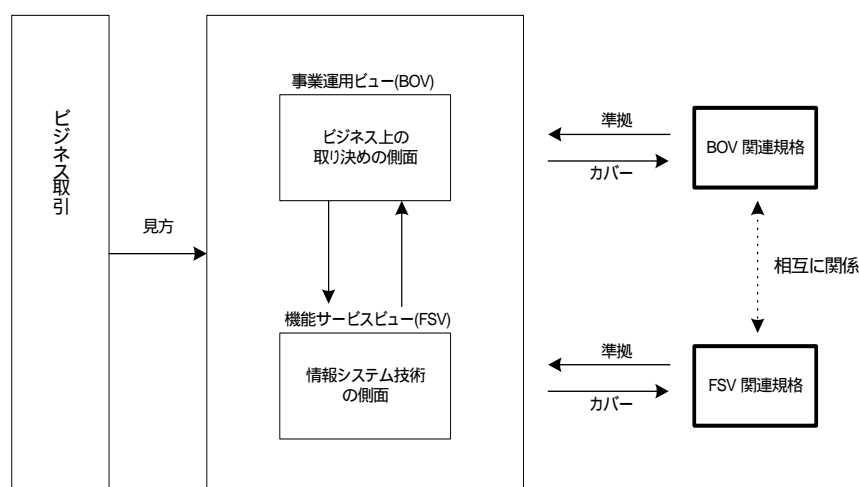 ビジネス取引
見方
事業運用ビュー(BOV)
ビジネス上の
取り決めの側面
機能サービスビュー(FSV)
情報システム技術
の側面
準拠
カバー
BOV 関連規格
相互に関係
準拠
カバー
FSV 関連規格